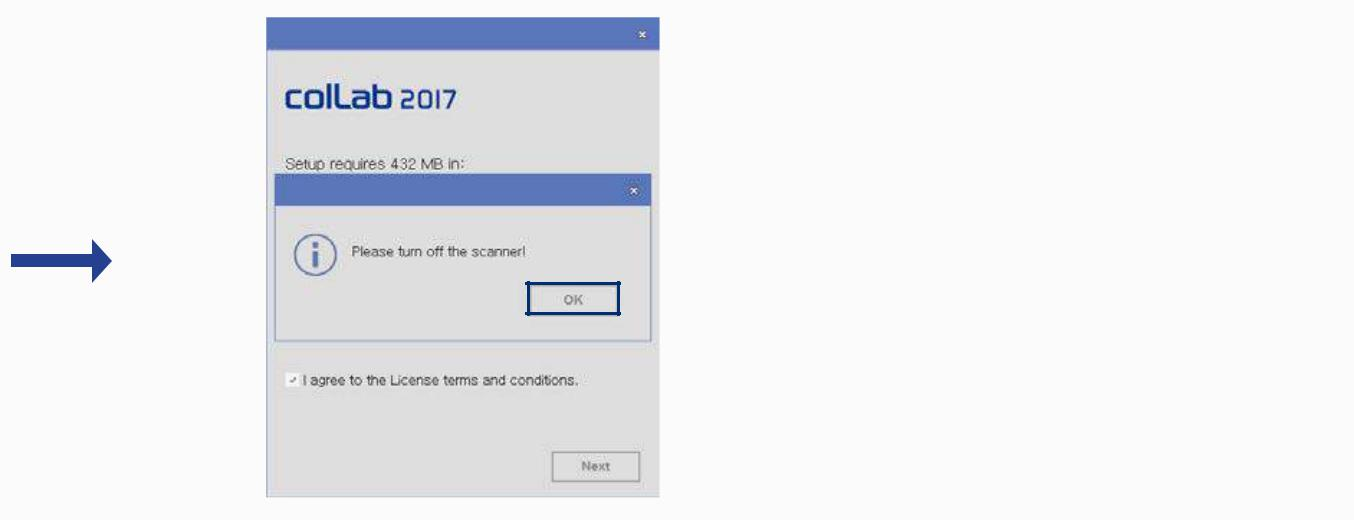 colLab 2017
Setup requires 432 MB in:
Please turn off the scanner!
OK
I agree to the License terms and conditions.
Next